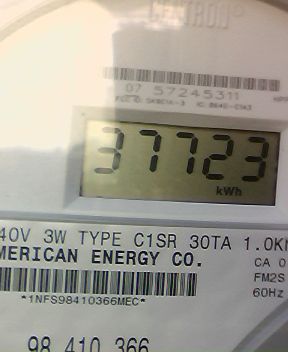 CENTRON®
07 57245311
37723
kWh
40V 3W TYPE C1SR 30TA 1.0K
MERICAN ENERGY CO.
CA 0
FM2S
60Hz
*1NFS98410366MEC*
98 410 366